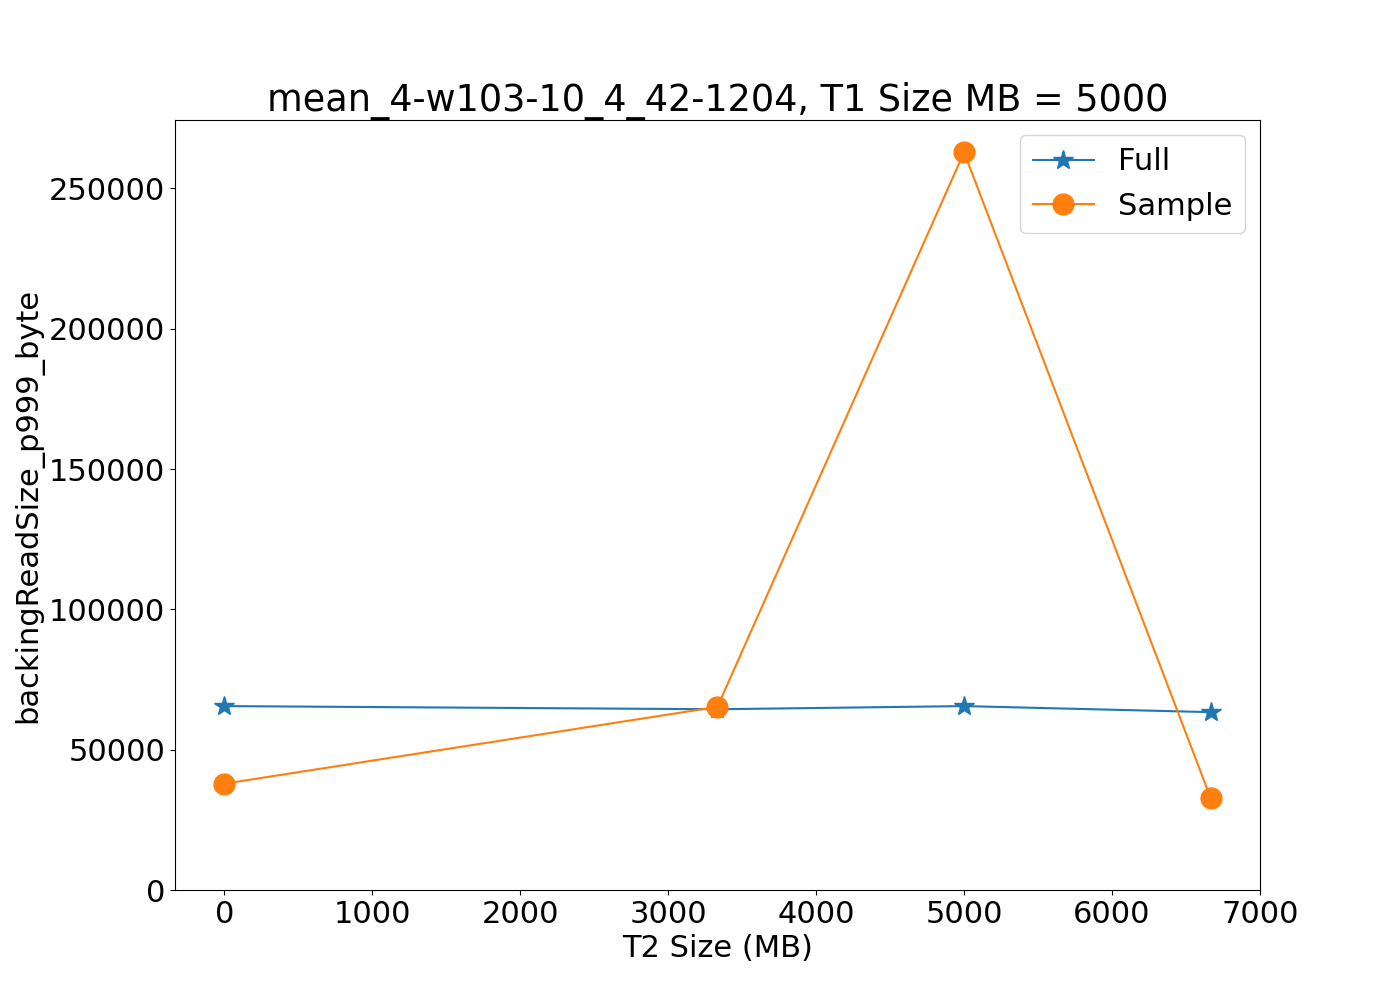 mean_4-w103-10_4_42-1204, T1 Size MB = 5000
Full
Sample
backingReadSize_p999_byte
250000
200000
150000
100000
50000
0
0 1000 2000 3000 4000 5000 6000 7000
T2 Size (MB)